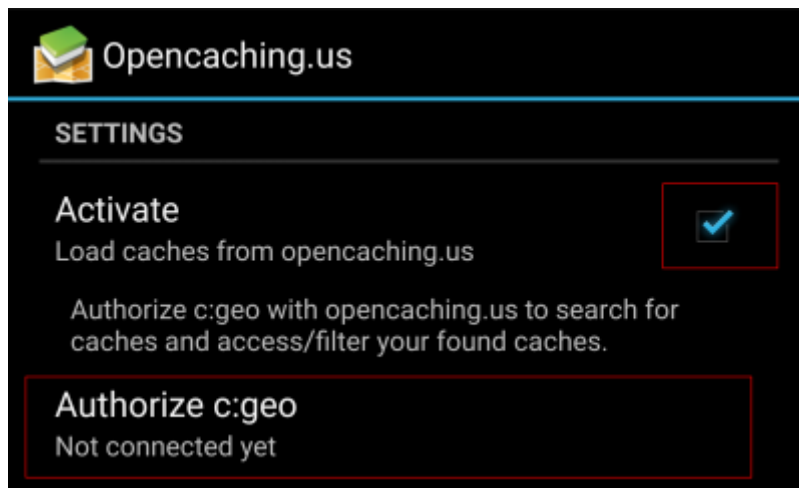 Opencaching.us
SETTINGS
Activate
Load caches from opencaching.us
Authorize c:geo with opencaching.us to search for
caches and access/filter your found caches.
Authorize c:geo
Not connected yet